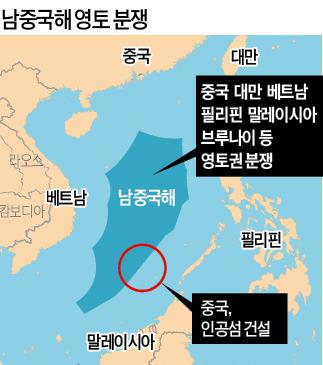 남중국해 영토 분쟁
중국
대만
중국 대만 베트남
필리핀 말레이시아
브루나이 등
영토권 분쟁
라오스
베트남
캄보디아
남중국해
필리핀
중국,
인공섬 건설
말레이시아